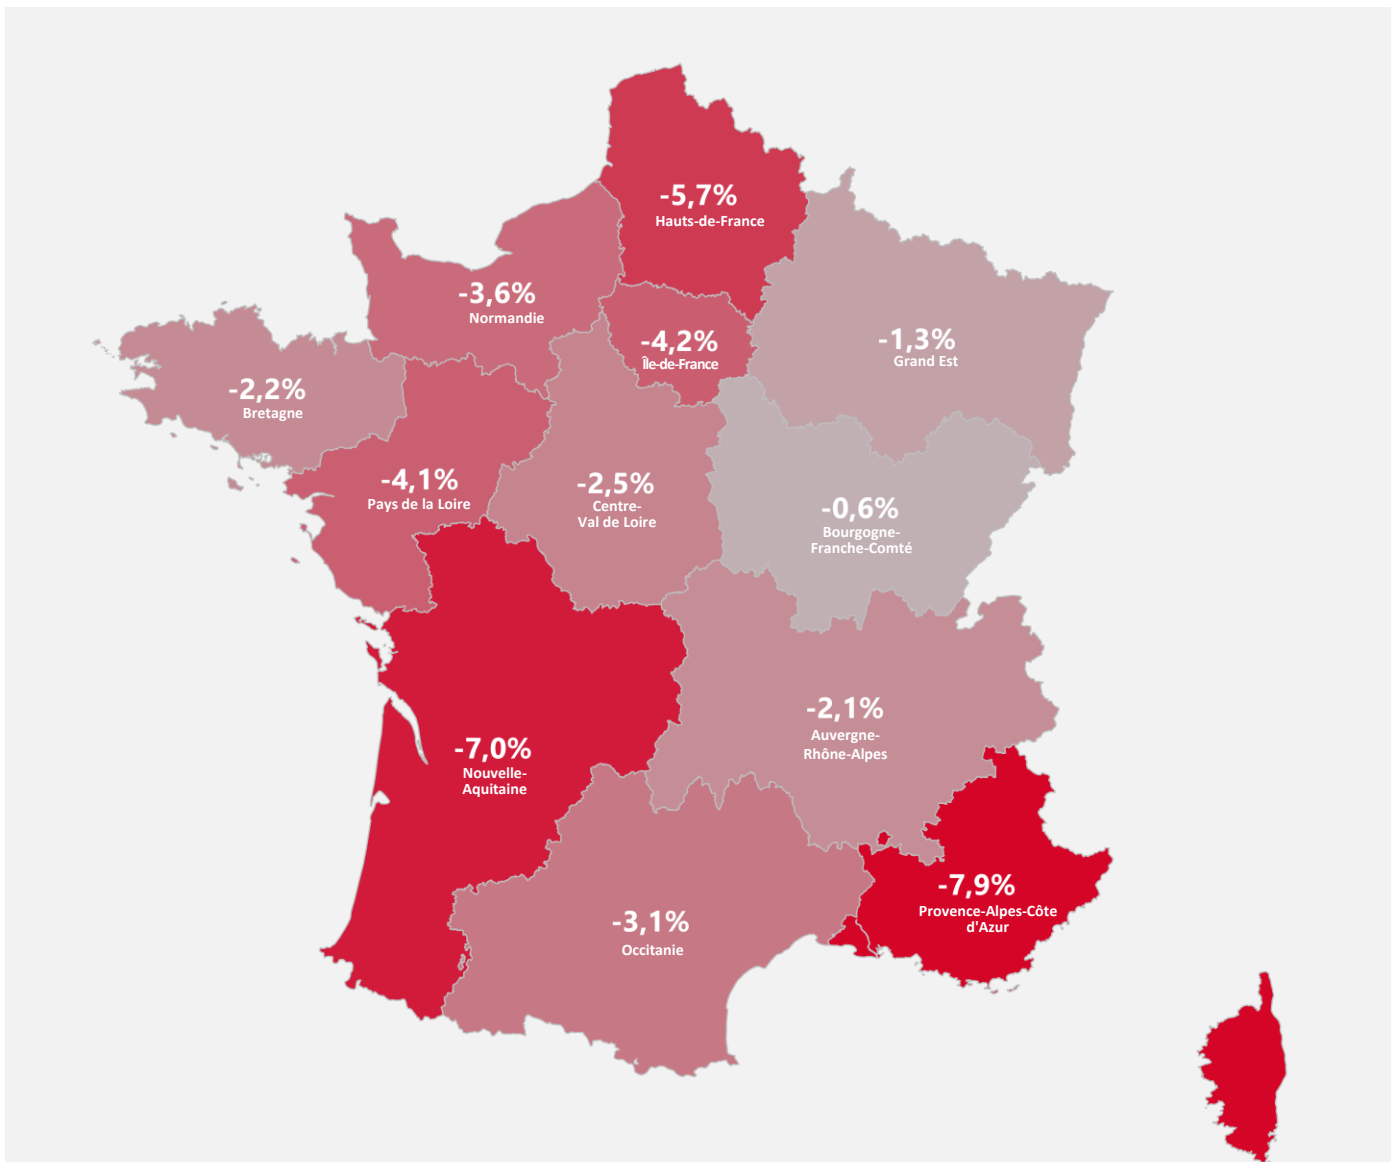 -5,7%
Hauts-de-France
-3,6%
Normandie
-4,2%
Île-de-France
-1,3%
Grand Est
-2,2%
Bretagne
-4,1%
Pays de la Loire
-2,5%
Centre-
Val de Loire
-0,6%
Bourgogne-
Franche-Comté
-2,1%
Auvergne-
Rhône-Alpes
-7,0%
Nouvelle-
Aquitaine
-7,9%
Provence-Alpes-Côte
d'Azur
-3,1%
Occitanie